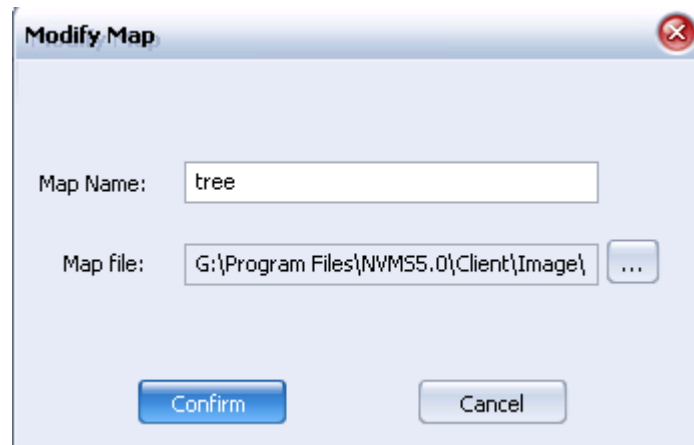 Modify Map
Map Name: tree
Map file: G:\Program Files\NVMS5.0\Client\Image\ ...
Confirm Cancel